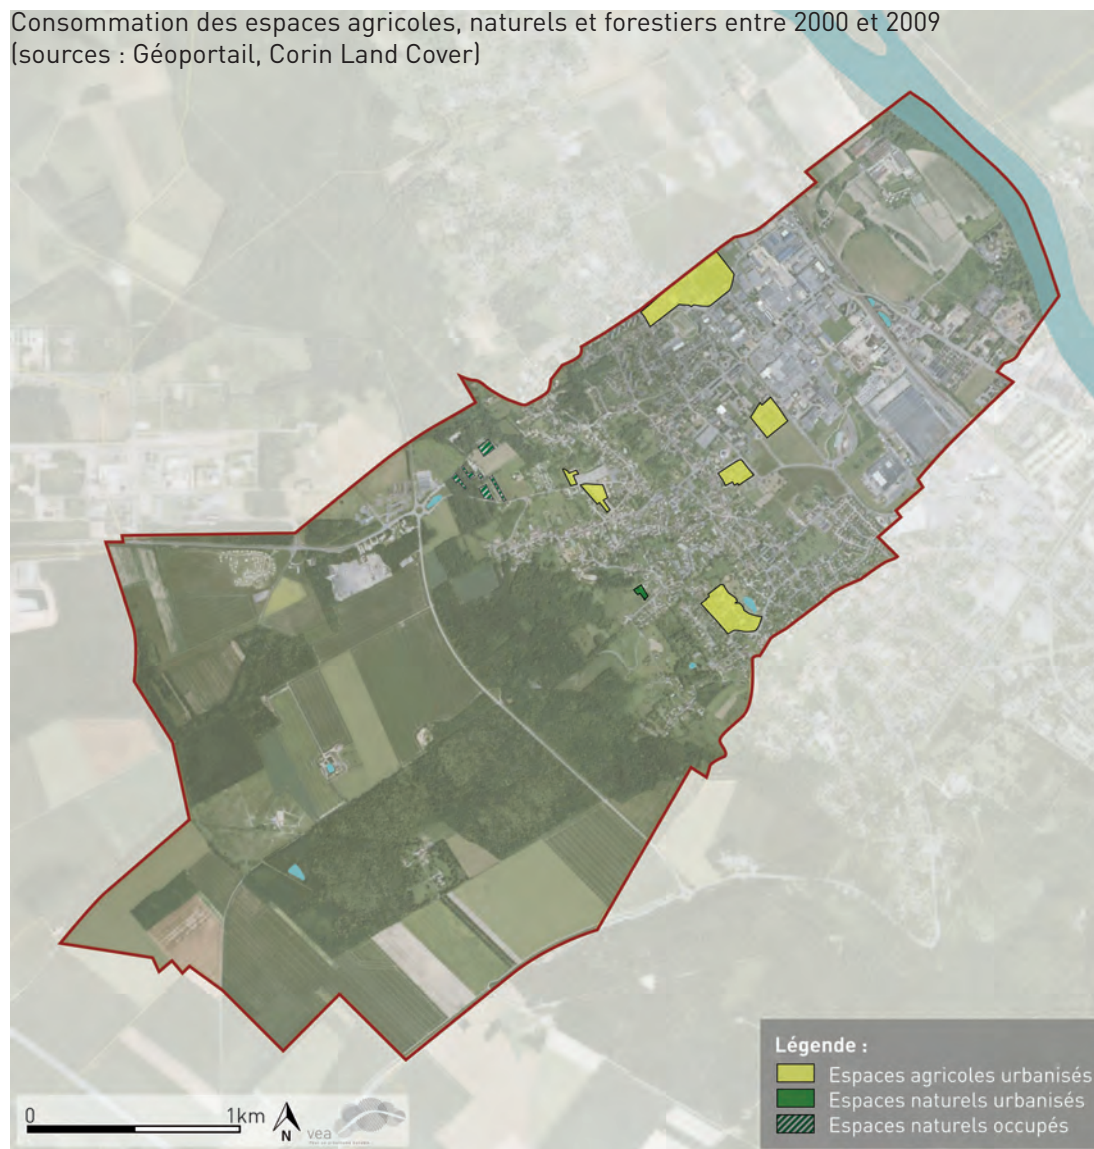 Consommation des espaces agricoles, naturels et forestiers entre 2000 et 2009
(sources : Géoportail, Corin Land Cover)
Légende :
Espaces agricoles urbanisés
Espaces naturels urbanisés
Espaces naturels occupés
0 1km
N
vea